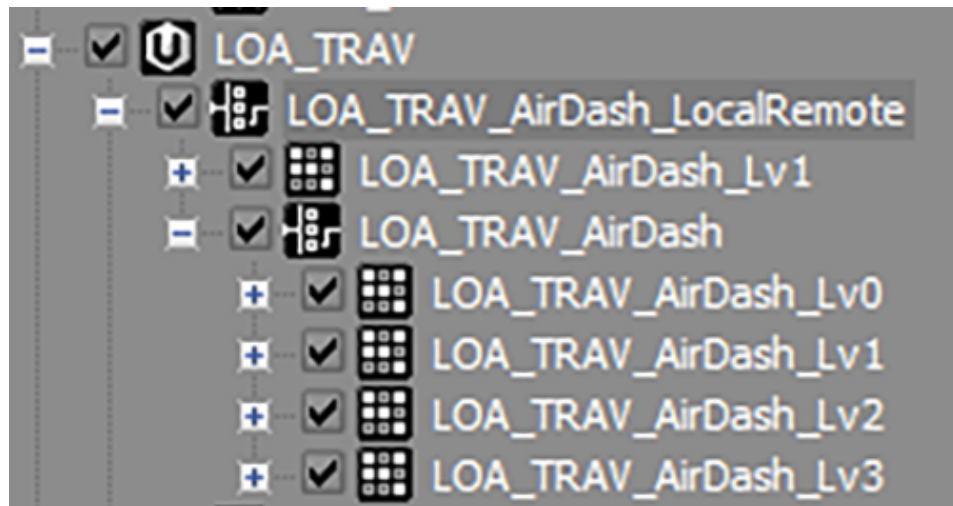 LOA_TRAV
LOA_TRAV_AirDash_LocalRemote
LOA_TRAV_AirDash_Lv1
LOA_TRAV_AirDash
LOA_TRAV_AirDash_Lv0
LOA_TRAV_AirDash_Lv1
LOA_TRAV_AirDash_Lv2
LOA_TRAV_AirDash_Lv3